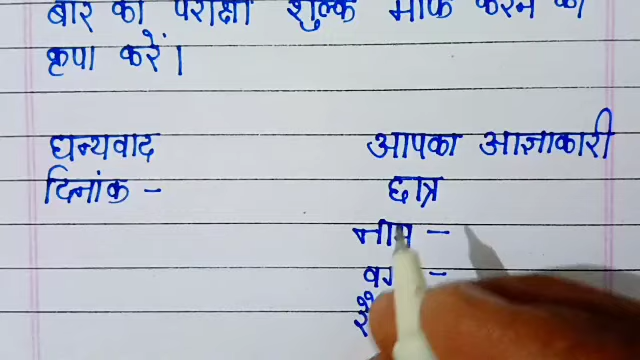 बार का परीक्षा शुल्क माफ करने की
कृपा करें।
धन्यवाद आपका आज्ञाकारी
दिनांक - छात्र
नाम -